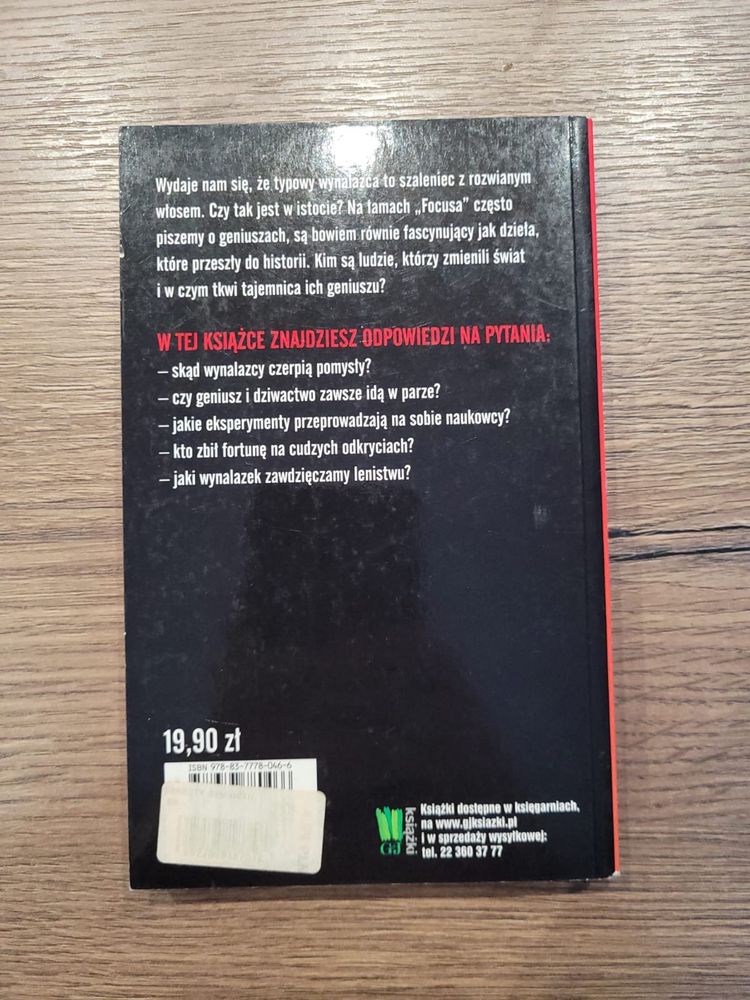 Wydaje nam się, że typowy wynalazca to szaleniec z rozwianym
włosem. Czy tak jest w istocie? Na łamach „Focusa” często
piszemy o geniuszach, są bowiem równie fascynujący jak dzieła,
które przeszły do historii. Kim są ludzie, którzy zmienili świat
i w czym tkwi tajemnica ich geniuszu?
W TEJ KSIĄŻCE ZNAJDZIESZ ODPOWIEDZI NA PYTANIA:
– skąd wynalazcy czerpią pomysły?
– czy geniusz i dziwactwo zawsze idą w parze?
– jakie eksperymenty przeprowadzają na sobie naukowcy?
– kto zbił fortunę na cudzych odkryciach?
– jaki wynalazek zawdzięczamy lenistwu?
19,90 zł
ISBN 978-83-7778-046-6
G+J
książki
Książki dostępne w księgarniach,
na www.gjksiazki.pl
i w sprzedaży wysyłkowej:
tel. 22 360 37 77